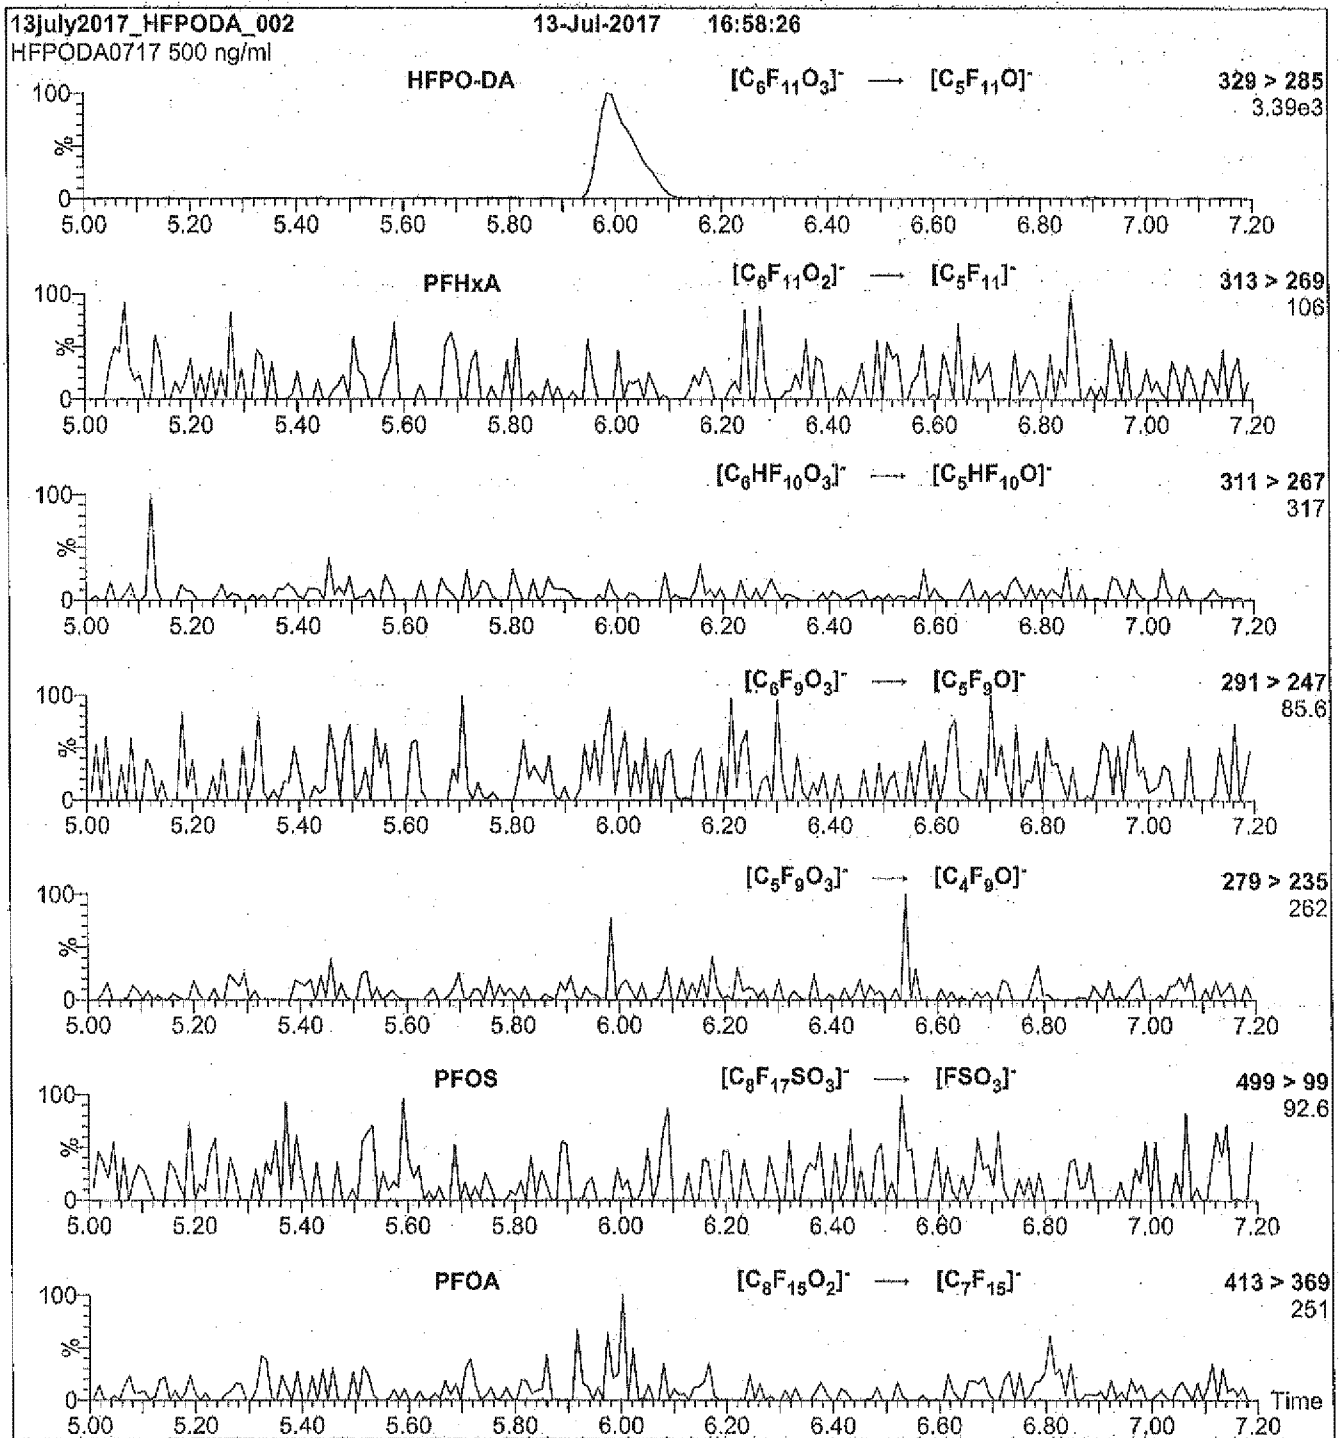 13july2017_HFPODA_002 13-Jul-2017 16:58:26
HFPODA0717 500 ng/ml
HFPO-DA [C6F11O3]- → [C5F11O]- 329 > 285
3.39e3
100
%
0
5.00 5.20 5.40 5.60 5.80 6.00 6.20 6.40 6.60 6.80 7.00 7.20
PFHxA [C6F11O2]- → [C5F11]- 313 > 269
106
100
%
0
5.00 5.20 5.40 5.60 5.80 6.00 6.20 6.40 6.60 6.80 7.00 7.20
[C6HF10O3]- → [C5HF10O]- 311 > 267
317
100
%
0
5.00 5.20 5.40 5.60 5.80 6.00 6.20 6.40 6.60 6.80 7.00 7.20
[C6F9O3]- → [C5F9O]- 291 > 247
85.6
100
%
0
5.00 5.20 5.40 5.60 5.80 6.00 6.20 6.40 6.60 6.80 7.00 7.20
[C5F9O3]- → [C4F9O]- 279 > 235
262
100
%
0
5.00 5.20 5.40 5.60 5.80 6.00 6.20 6.40 6.60 6.80 7.00 7.20
PFOS [C8F17SO3]- → [FSO3]- 499 > 99
92.6
100
%
0
5.00 5.20 5.40 5.60 5.80 6.00 6.20 6.40 6.60 6.80 7.00 7.20
PFOA [C8F15O2]- → [C7F15]- 413 > 369
251
100
%
0 Time
5.00 5.20 5.40 5.60 5.80 6.00 6.20 6.40 6.60 6.80 7.00 7.20